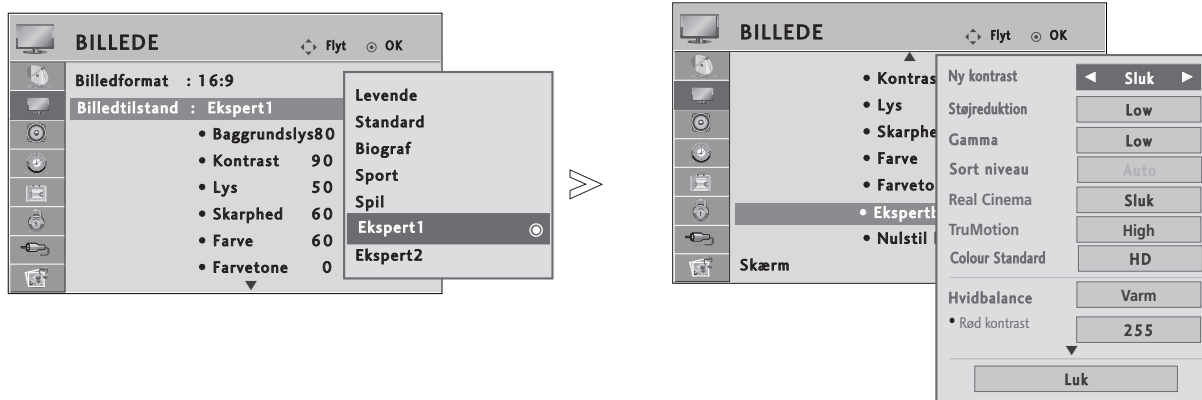 BILLEDE
Flyt
OK
Billedformat : 16:9
Billedtilstand : Ekspert1
• Baggrundslys80
• Kontrast 90
• Lys 50
• Skarphed 60
• Farve 60
• Farvetone 0
Levende
Standard
Biograf
Sport
Spil
Ekspert1
Ekspert2
BILLEDE
Flyt
OK
• Kontras
• Lys
• Skarphe
• Farve
• Farveto
• Ekspertb
• Nulstil
Skærm
Ny kontrast Sluk
Støjreduktion Low
Gamma Low
Sort niveau Auto
Real Cinema Sluk
TruMotion High
Colour Standard HD
Hvidbalance Varm
• Rød kontrast 255
Luk